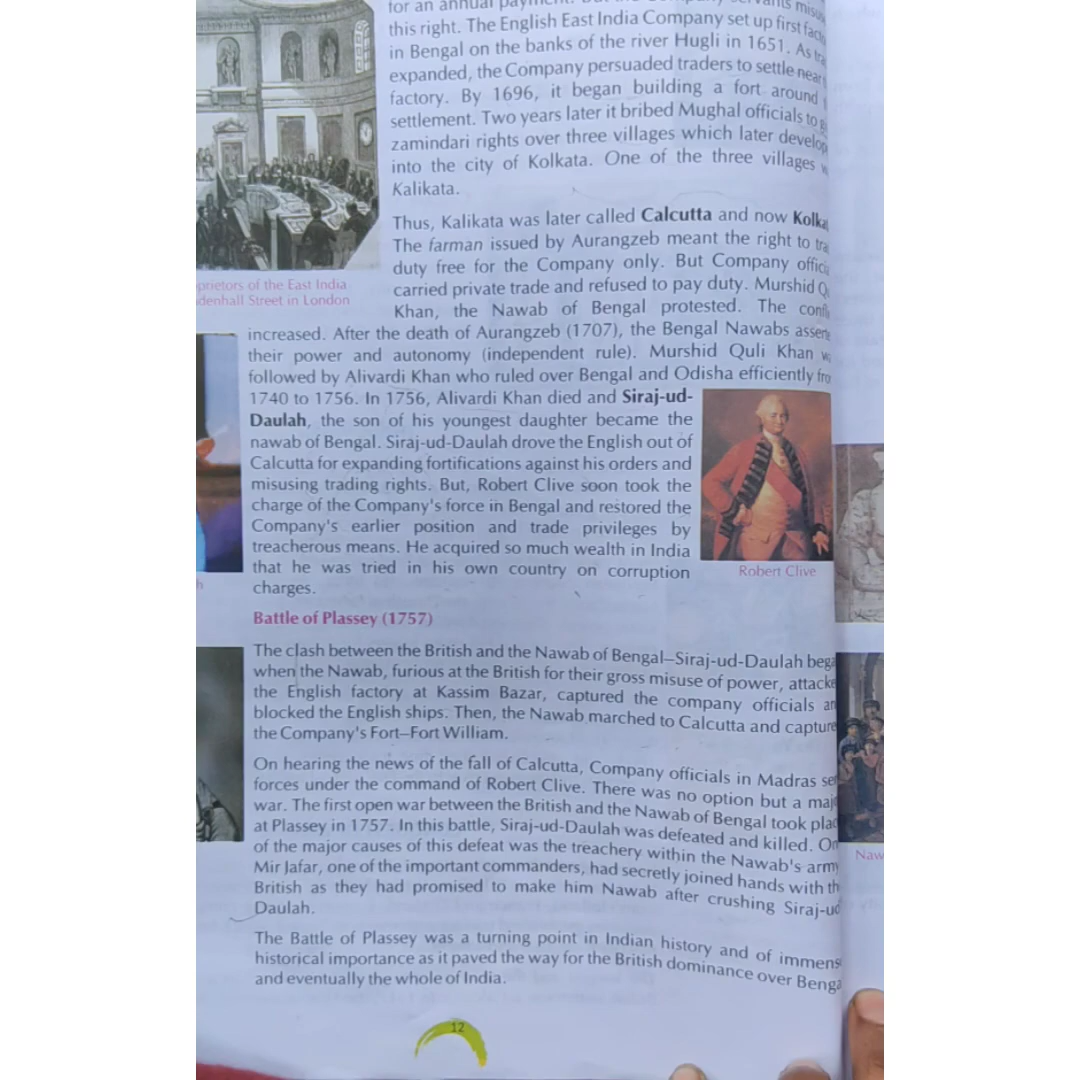 for an annual
this right. The English East India Company set up first
in Bengal on the banks of the river Hugli in 1651. As
expanded, the Company persuaded traders to settle near
factory. By 1696, it began building a fort around
settlement. Two years later it bribed Mughal officials to
zamindari rights over three villages which later
into the city of Kolkata. One of the three villages
Kalikata.
Thus, Kalikata was later called Calcutta and now
The farman issued by Aurangzeb meant the right to
duty free for the Company only. But Company
carried private trade and refused to pay duty. Murshid
Khan, the Nawab of Bengal protested. The
increased. After the death of Aurangzeb (1707), the Bengal Nawabs
their power and autonomy (independent rule). Murshid Quli Khan
followed by Alivardi Khan who ruled over Bengal and Odisha efficiently
1740 to 1756. In 1756, Alivardi Khan died and Siraj-ud-
Daulah, the son of his youngest daughter became the
nawab of Bengal. Siraj-ud-Daulah drove the English out of
Calcutta for expanding fortifications against his orders and
misusing trading rights. But, Robert Clive soon took the
charge of the Company's force in Bengal and restored the
Company's earlier position and trade privileges by
treacherous means. He acquired so much wealth in India
that he was tried in his own country on corruption
charges.
of the East India
Street in London
Robert Clive
Battle of Plassey (1757)
The clash between the British and the Nawab of Bengal–Siraj-ud-Daulah
when the Nawab, furious at the British for their gross misuse of power,
the English factory at Kassim Bazar, captured the company officials
blocked the English ships. Then, the Nawab marched to Calcutta and
the Company's Fort–Fort William.
On hearing the news of the fall of Calcutta, Company officials in Madras
forces under the command of Robert Clive. There was no option but a
war. The first open war between the British and the Nawab of Bengal took
at Plassey in 1757. In this battle, Siraj-ud-Daulah was defeated and killed.
of the major causes of this defeat was the treachery within the Nawab's
Mir Jafar, one of the important commanders, had secretly joined hands with
British as they had promised to make him Nawab after crushing
Daulah.
The Battle of Plassey was a turning point in Indian history and of
historical importance as it paved the way for the British dominance over
and eventually the whole of India.
12